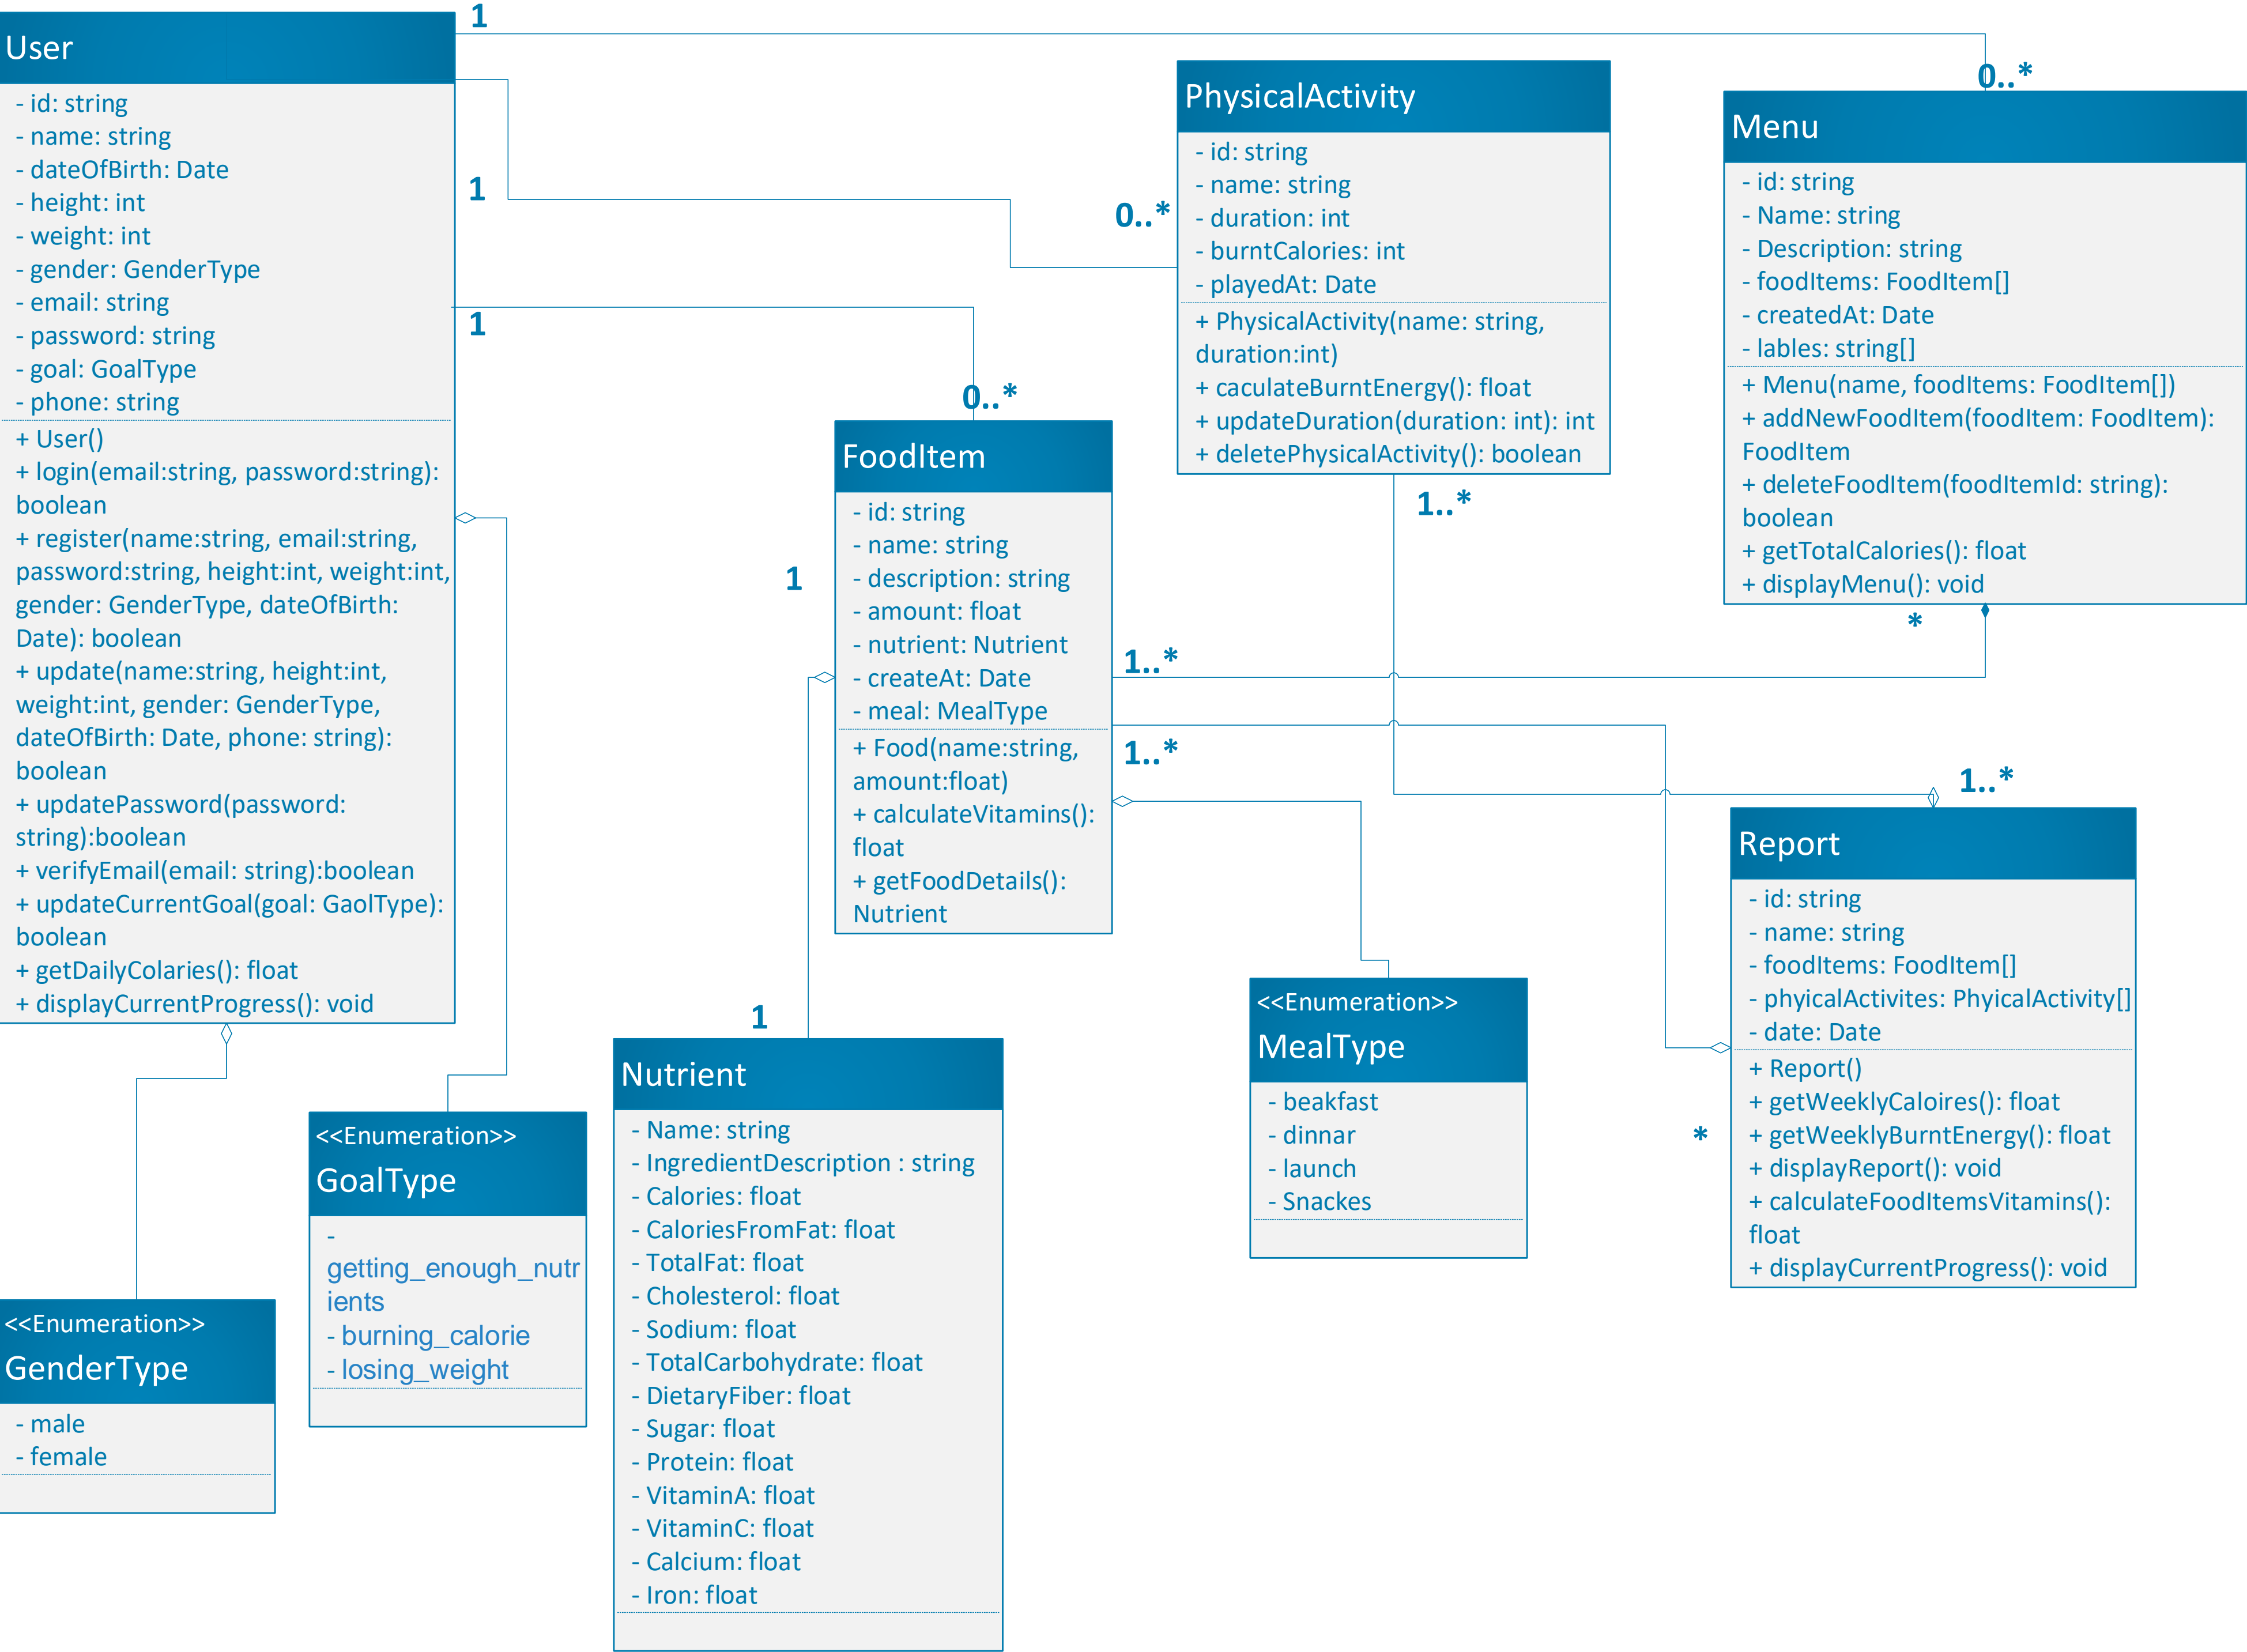 User
- id: string
- name: string
- dateOfBirth: Date
- height: int
- weight: int
- gender: GenderType
- email: string
- password: string
- goal: GoalType
- phone: string
+ User()
+ login(email:string, password:string):
boolean
+ register(name:string, email:string,
password:string, height:int, weight:int,
gender: GenderType, dateOfBirth:
Date): boolean
+ update(name:string, height:int,
weight:int, gender: GenderType,
dateOfBirth: Date, phone: string):
boolean
+ updatePassword(password:
string):boolean
+ verifyEmail(email: string):boolean
+ updateCurrentGoal(goal: GaolType):
boolean
+ getDailyColaries(): float
+ displayCurrentProgress(): void
1
0..*
1
0..*
1
0..*
PhysicalActivity
- id: string
- name: string
- duration: int
- burntCalories: int
- playedAt: Date
+ PhysicalActivity(name: string,
duration:int)
+ caculateBurntEnergy(): float
+ updateDuration(duration: int): int
+ deletePhysicalActivity(): boolean
1..*
Menu
- id: string
- Name: string
- Description: string
- foodItems: FoodItem[]
- createdAt: Date
- lables: string[]
+ Menu(name, foodItems: FoodItem[])
+ addNewFoodItem(foodItem: FoodItem):
FoodItem
+ deleteFoodItem(foodItemId: string):
boolean
+ getTotalCalories(): float
+ displayMenu(): void
*
FoodItem
- id: string
- name: string
- description: string
- amount: float
- nutrient: Nutrient
- createAt: Date
- meal: MealType
+ Food(name:string,
amount:float)
+ calculateVitamins():
float
+ getFoodDetails():
Nutrient
1
1..*
1..*
1..*
Report
- id: string
- name: string
- foodItems: FoodItem[]
- phyicalActivites: PhyicalActivity[]
- date: Date
+ Report()
+ getWeeklyCaloires(): float
+ getWeeklyBurntEnergy(): float
+ displayReport(): void
+ calculateFoodItemsVitamins():
float
+ displayCurrentProgress(): void
*
<<Enumeration>>
MealType
- beakfast
- dinnar
- launch
- Snackes
1
Nutrient
- Name: string
- IngredientDescription : string
- Calories: float
- CaloriesFromFat: float
- TotalFat: float
- Cholesterol: float
- Sodium: float
- TotalCarbohydrate: float
- DietaryFiber: float
- Sugar: float
- Protein: float
- VitaminA: float
- VitaminC: float
- Calcium: float
- Iron: float
<<Enumeration>>
GoalType
-
getting_enough_nutr
ients
- burning_calorie
- losing_weight
<<Enumeration>>
GenderType
- male
- female